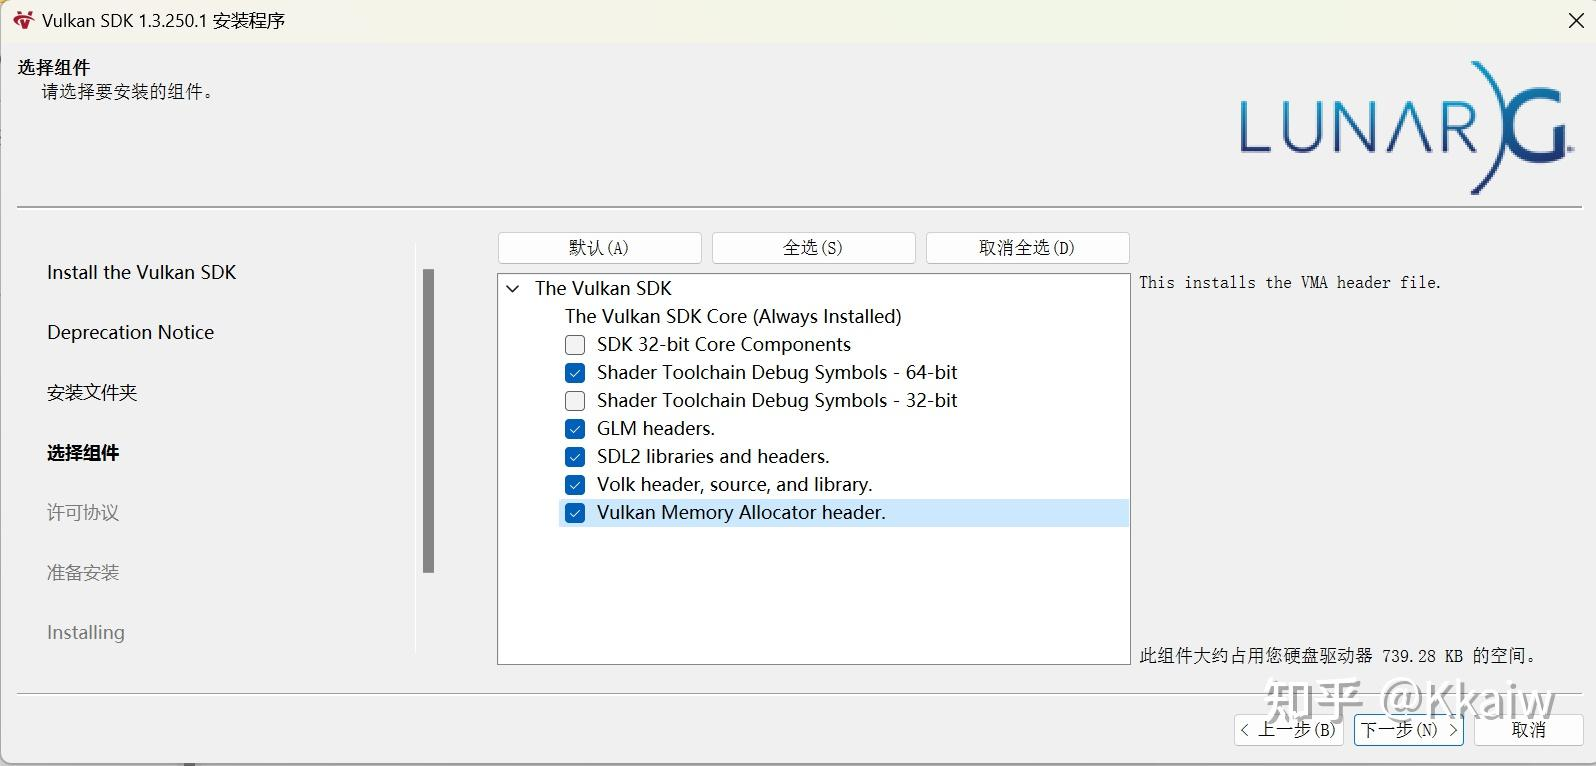 Vulkan SDK 1.3.250.1 安装程序
选择组件
请选择要安装的组件。
LUNAR)G
Install the Vulkan SDK
Deprecation Notice
安装文件夹
选择组件
许可协议
准备安装
Installing
默认(A)
全选(S)
取消全选(D)
The Vulkan SDK
The Vulkan SDK Core (Always Installed)
SDK 32-bit Core Components
Shader Toolchain Debug Symbols - 64-bit
Shader Toolchain Debug Symbols - 32-bit
GLM headers.
SDL2 libraries and headers.
Volk header, source, and library.
Vulkan Memory Allocator header.
This installs the VMA header file.
此组件大约占用您硬盘驱动器 739.28 KB 的空间。
知乎 @Kkaiw
< 上一步(B)
下一步(N) >
取消